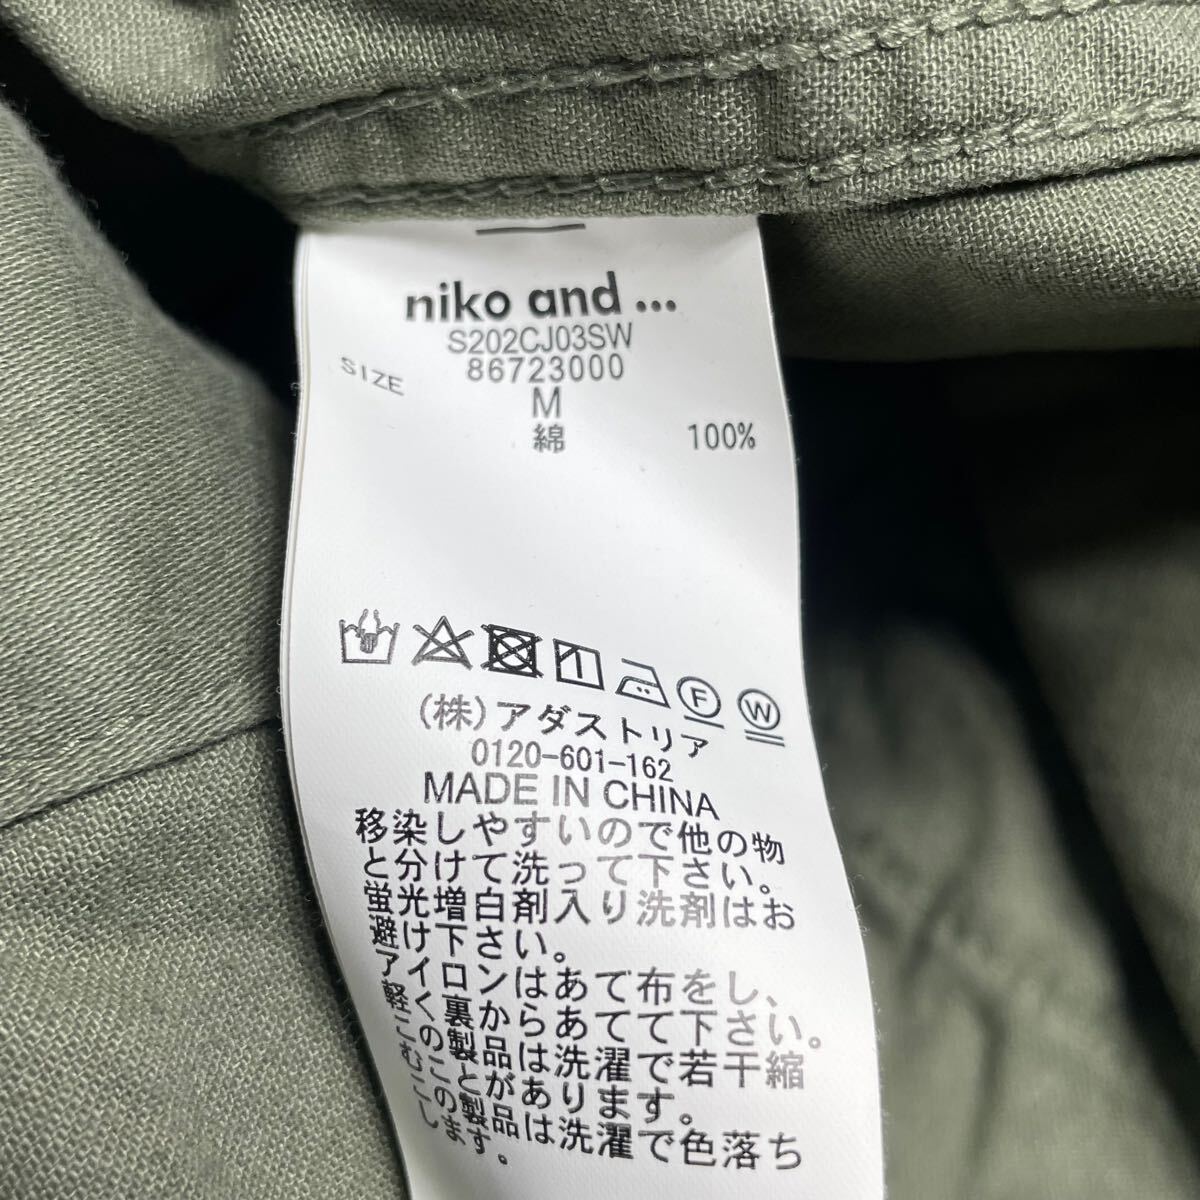 niko and ...
S202CJ03SW
86723000
SIZE M
綿 100%
F W
(株)アダストリア
0120-601-162
MADE IN CHINA
移染しやすいので他の物
と分けて洗って下さい。
蛍光増白剤入り洗剤はお
避け下さい。
アイロンはあて布をし、
軽く裏からあてて下さい。
この製品は洗濯で若干縮
むことがあります。
この製品は洗濯で色落ち
します。